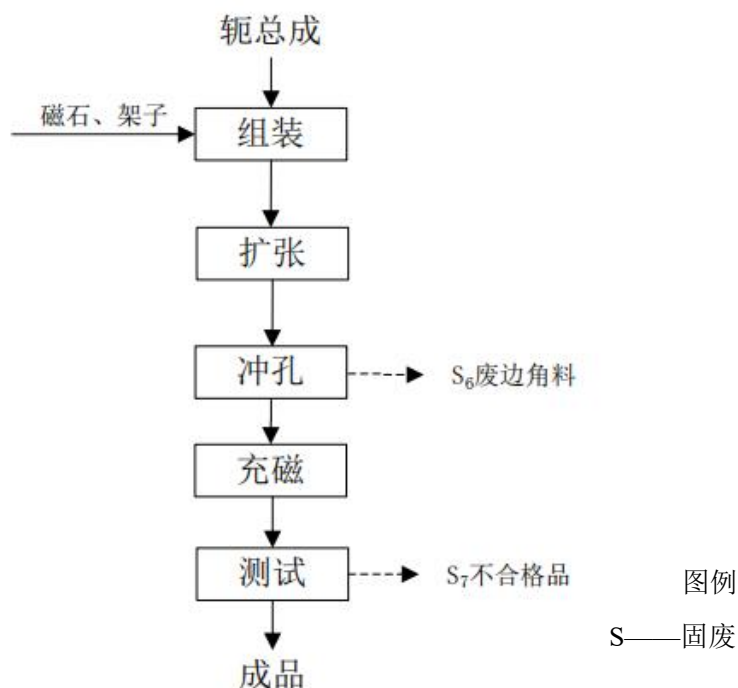 轭总成
磁石、架子
组装
扩张
冲孔
S₆废边角料
充磁
测试
S₇不合格品
图例
S——固废
成品